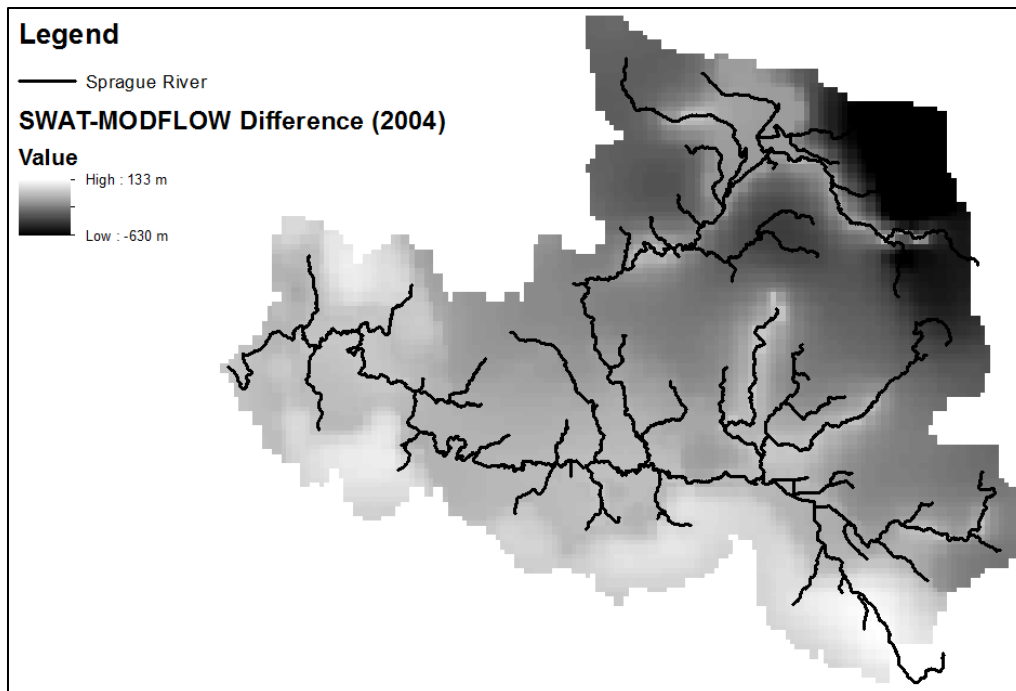 Legend
Sprague River
SWAT-MODFLOW Difference (2004)
Value
High : 133 m
Low : -630 m